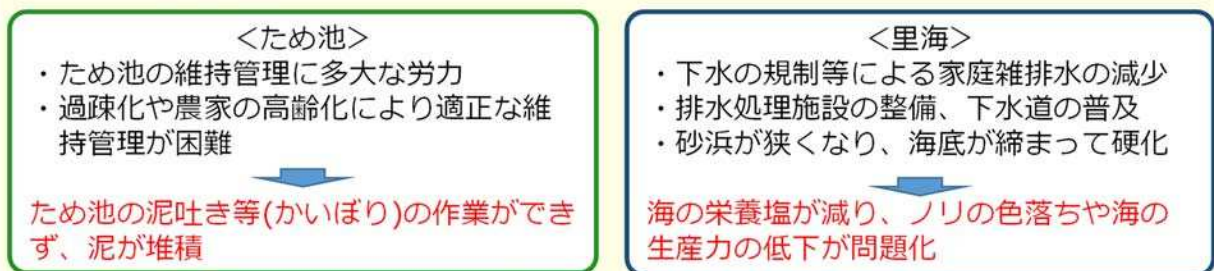 ＜ため池＞
・ため池の維持管理に多大な労力
・過疎化や農家の高齢化により適正な維
持管理が困難
ため池の泥吐き等(かいぼり)の作業ができ
ず、泥が堆積
＜里海＞
・下水の規制等による家庭雑排水の減少
・排水処理施設の整備、下水道の普及
・砂浜が狭くなり、海底が締まって硬化
海の栄養塩が減り、ノリの色落ちや海の
生産力の低下が問題化